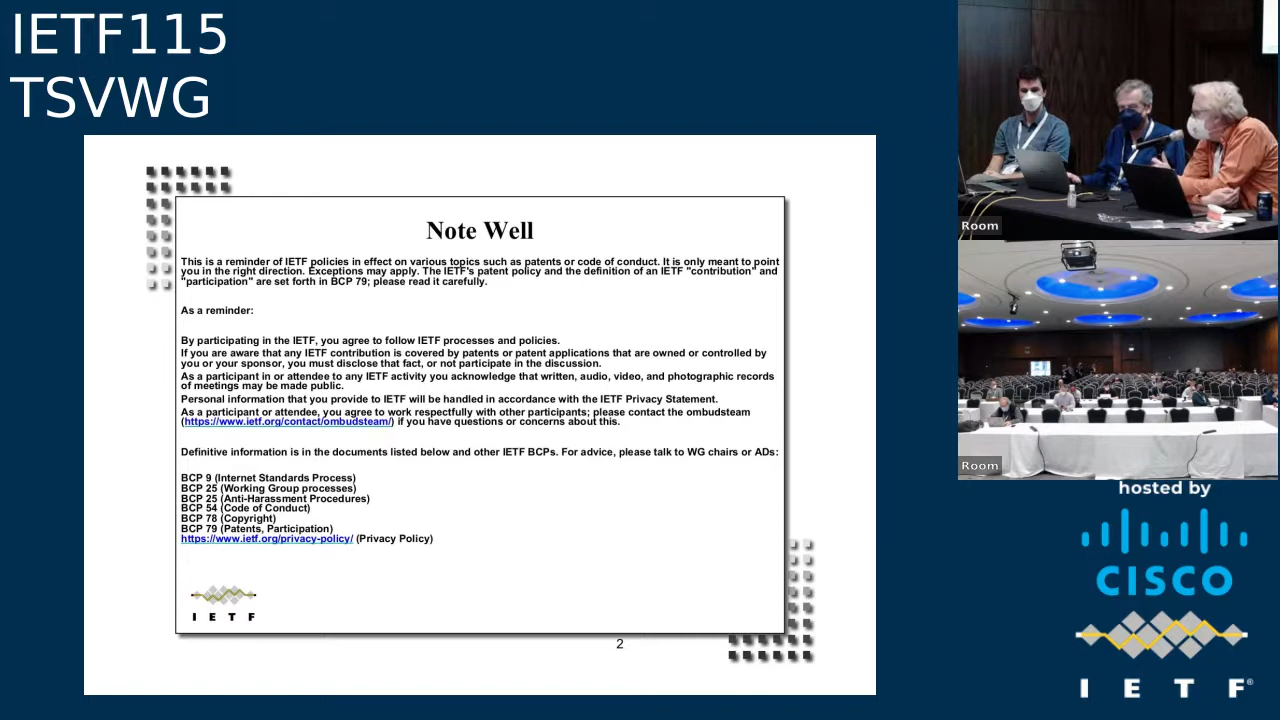 IETF115
TSVWG
Note Well
This is a reminder of IETF policies in effect on various topics such as patents or code of conduct. It is only meant to point
you in the right direction. Exceptions may apply. The IETF's patent policy and the definition of an IETF "contribution" and
"participation" are set forth in BCP 79; please read it carefully.
As a reminder:
By participating in the IETF, you agree to follow IETF processes and policies.
If you are aware that any IETF contribution is covered by patents or patent applications that are owned or controlled by
you or your sponsor, you must disclose that fact, or not participate in the discussion.
As a participant in or attendee to any IETF activity you acknowledge that written, audio, video, and photographic records
of meetings may be made public.
Personal information that you provide to IETF will be handled in accordance with the IETF Privacy Statement.
As a participant or attendee, you agree to work respectfully with other participants; please contact the ombudsteam
(https://www.ietf.org/contact/ombudsteam/) if you have questions or concerns about this.
Definitive information is in the documents listed below and other IETF BCPs. For advice, please talk to WG chairs or ADs:
BCP 9 (Internet Standards Process)
BCP 25 (Working Group processes)
BCP 25 (Anti-Harassment Procedures)
BCP 54 (Code of Conduct)
BCP 78 (Copyright)
BCP 79 (Patents, Participation)
https://www.ietf.org/privacy-policy/ (Privacy Policy)
I E T F
2
Room
Room
hosted by
CISCO
I E T F®